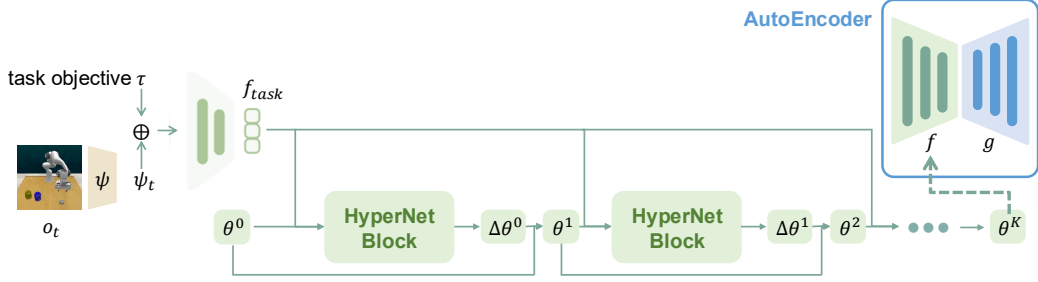 AutoEncoder
task objective τ
f_task
⊕
ψ
ψ_t
o_t
f
g
θ^0
HyperNet
Block
Δθ^0
θ^1
HyperNet
Block
Δθ^1
θ^2
θ^K